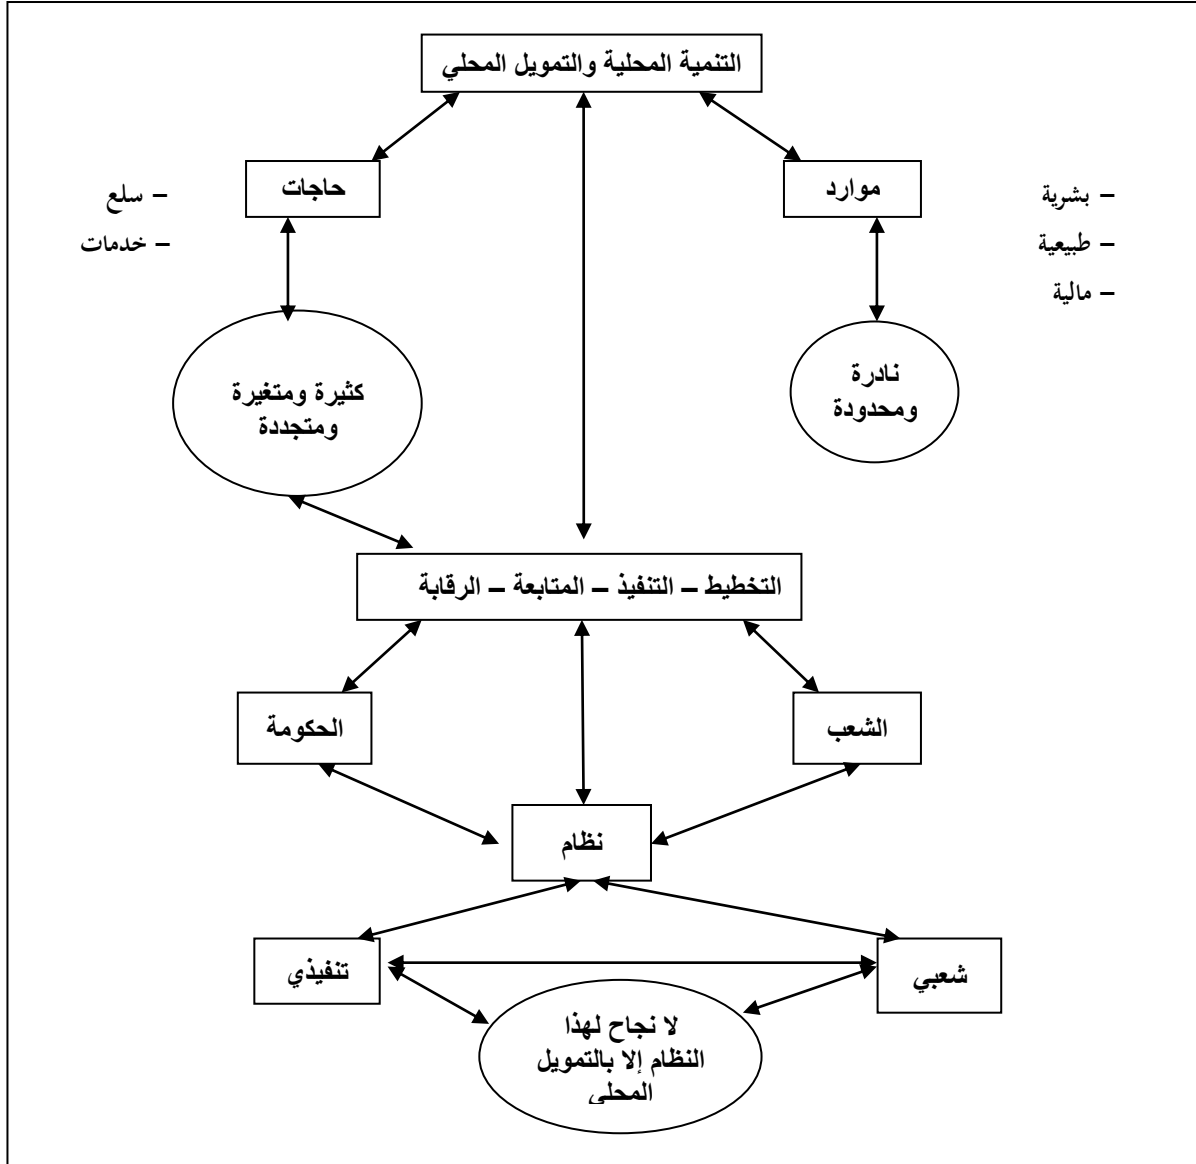 التنمية المحلية والتمويل المحلي
موارد
حاجات
– بشرية
– طبيعية
– مالية
– سلع
– خدمات
نادرة
ومحدودة
كثيرة ومتغيرة
ومتجددة
التخطيط – التنفيذ – المتابعة – الرقابة
الشعب
الحكومة
نظام
شعبي
تنفيذي
لا نجاح لهذا
النظام إلا بالتمويل
المحلي